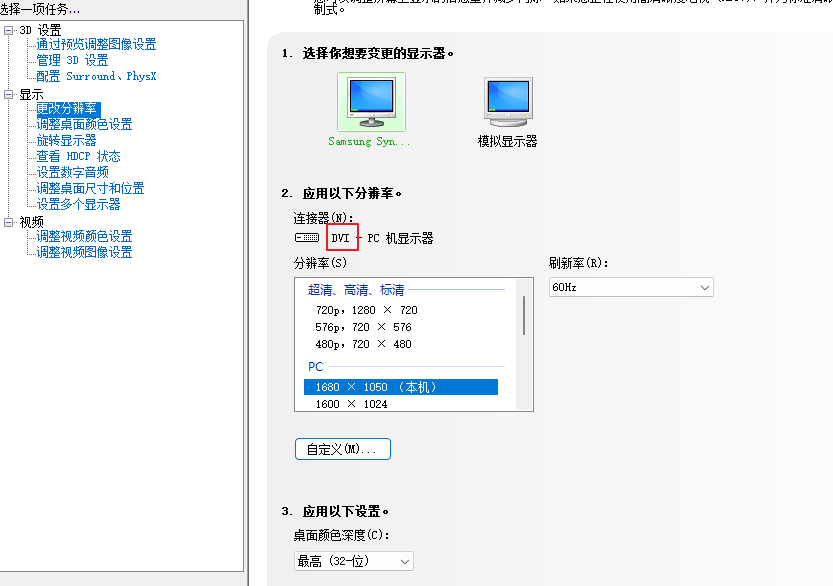 选择一项任务...
3D 设置
通过预览调整图像设置
管理 3D 设置
配置 Surround、PhysX
显示
更改分辨率
调整桌面颜色设置
旋转显示器
查看 HDCP 状态
设置数字音频
调整桌面尺寸和位置
设置多个显示器
视频
调整视频颜色设置
调整视频图像设置
制式。
1. 选择你想要变更的显示器。
Samsung Syn...
模拟显示器
2. 应用以下分辨率。
连接器(N):
DVI - PC 机显示器
分辨率(S)
刷新率(R):
超清、高清、标清
60Hz
720p, 1280 × 720
576p, 720 × 576
480p, 720 × 480
PC
1680 × 1050 (本机)
1600 × 1024
自定义(M)...
3. 应用以下设置。
桌面颜色深度(C):
最高 (32-位)